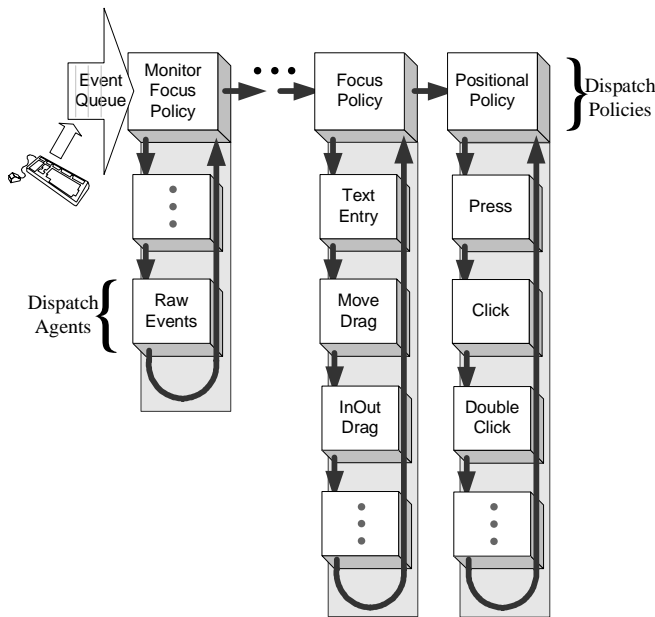 Event
Queue
Monitor
Focus
Policy
Focus
Policy
Positional
Policy
Dispatch
Policies
Text
Entry
Press
Dispatch
Agents
Raw
Events
Move
Drag
Click
InOut
Drag
Double
Click